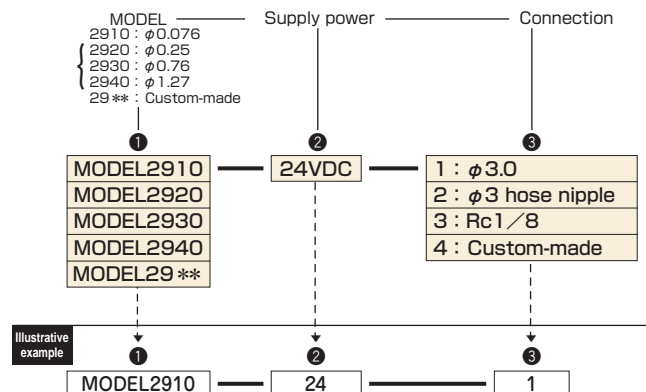 MODEL Supply power Connection
2910：φ0.076
2920：φ0.25
2930：φ0.76
2940：φ1.27
29**：Custom-made
❶ ❷ ❸
MODEL2910 24VDC 1：φ3.0
MODEL2920 2：φ3 hose nipple
MODEL2930 3：Rc1／8
MODEL2940 4：Custom-made
MODEL29**
Illustrative
example
❶ ❷ ❸
MODEL2910 24 1